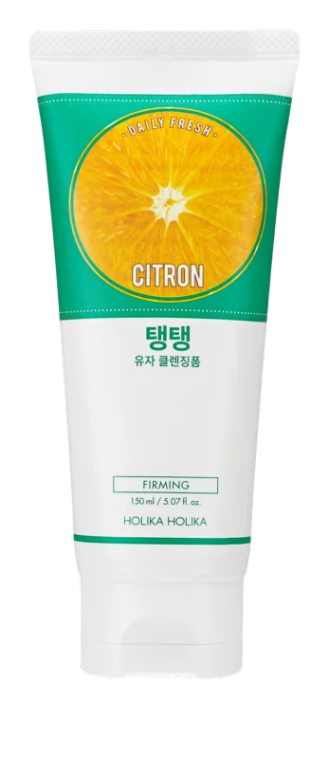 · DAILY FRESH ·
CITRON
탱탱
유자 클렌징폼
FIRMING
150 ml / 5.07 fl. oz.
HOLIKA HOLIKA